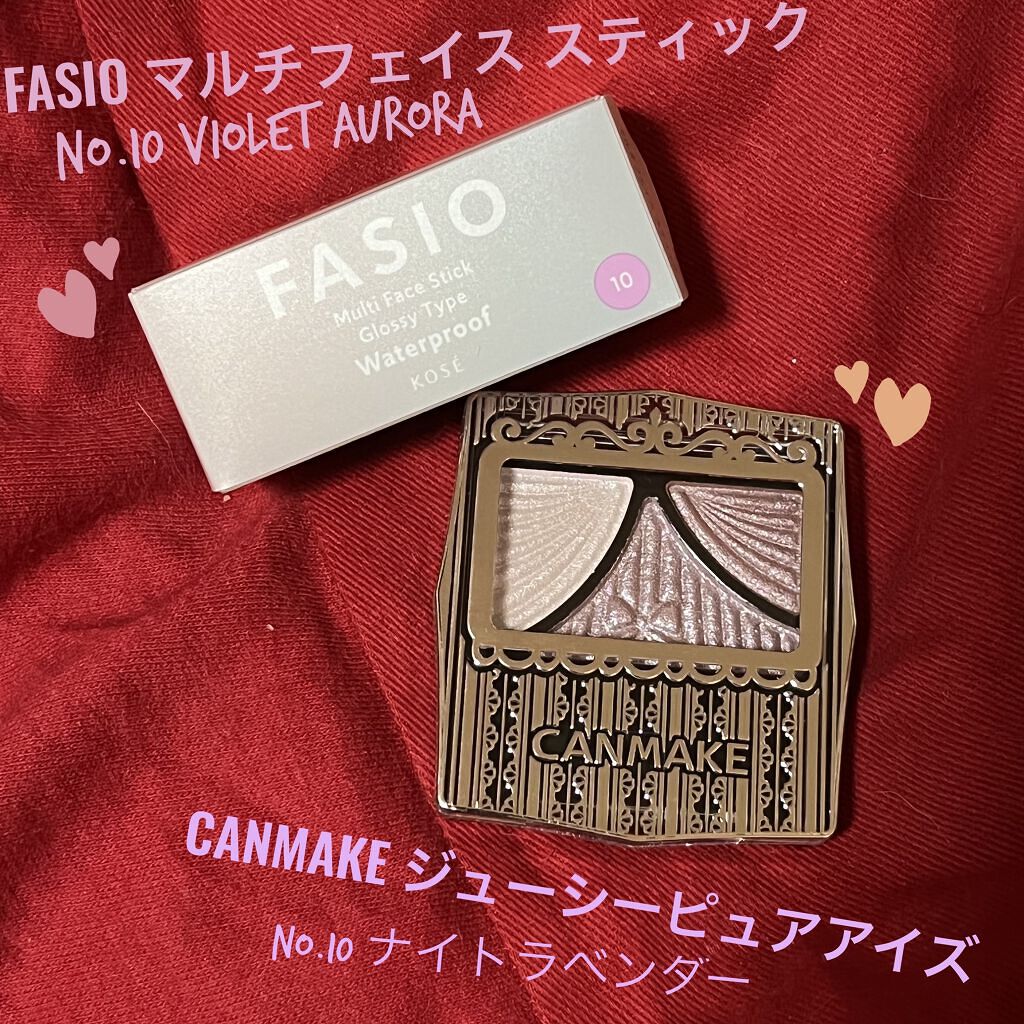 FASIO マルチフェイス スティック
No.10 VIOLET AURORA
FASIO
Multi Face Stick
Glossy Type
Waterproof
KOSÉ
10
CANMAKE
CANMAKE ジューシーピュアアイズ
No.10 ナイトラベンダー